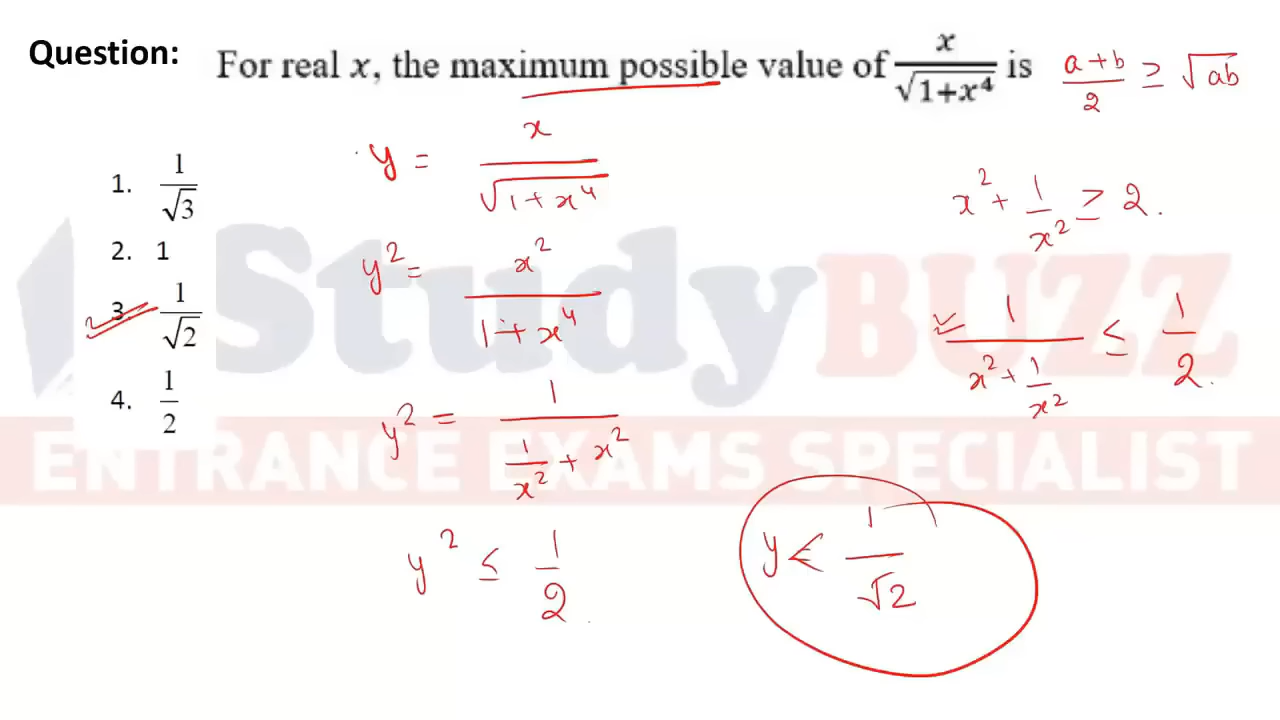 Question: For real x, the maximum possible value of x/√(1+x⁴) is
(a+b)/2 ≥ √ab
1. 1/√3
2. 1
3. 1/√2
4. 1/2
y = x/√(1+x⁴)
y² = x²/(1+x⁴)
y² = 1/(1/x² + x²)
y² ≤ 1/2
x² + 1/x² ≥ 2.
1/(x² + 1/x²) ≤ 1/2.
y ≤ 1/√2
StudyBUZZ
ENTRANCE EXAMS SPECIALIST